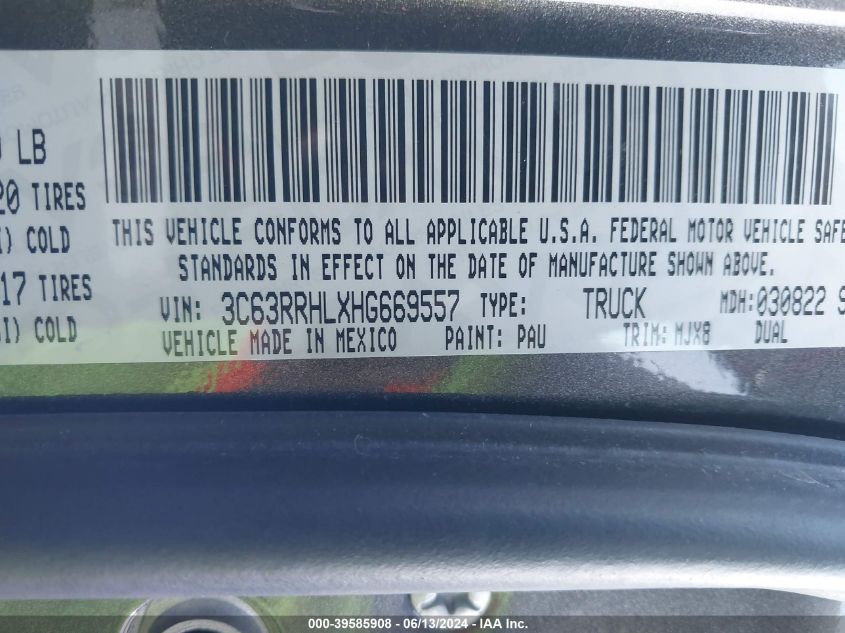 LB
20 TIRES
COLD
THIS VEHICLE CONFORMS TO ALL APPLICABLE U.S.A. FEDERAL MOTOR VEHICLE SAFE
STANDARDS IN EFFECT ON THE DATE OF MANUFACTURE SHOWN ABOVE.
17 TIRES
VIN: 3C63RRHLXHG669557 TYPE: TRUCK MDH:030822 S
COLD
VEHICLE MADE IN MEXICO PAINT: PAU TRIM: MJX8 DUAL
000-39585908 - 06/13/2024 - IAA Inc.